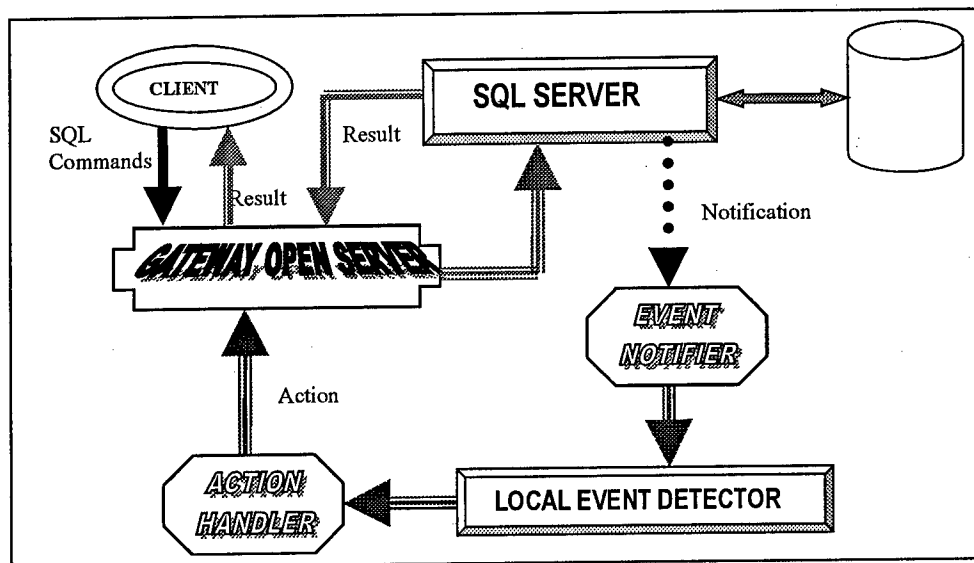 CLIENT
SQL SERVER
SQL
Commands
Result
Result
Notification
GATEWAY OPEN SERVER
EVENT
NOTIFIER
Action
ACTION
HANDLER
LOCAL EVENT DETECTOR